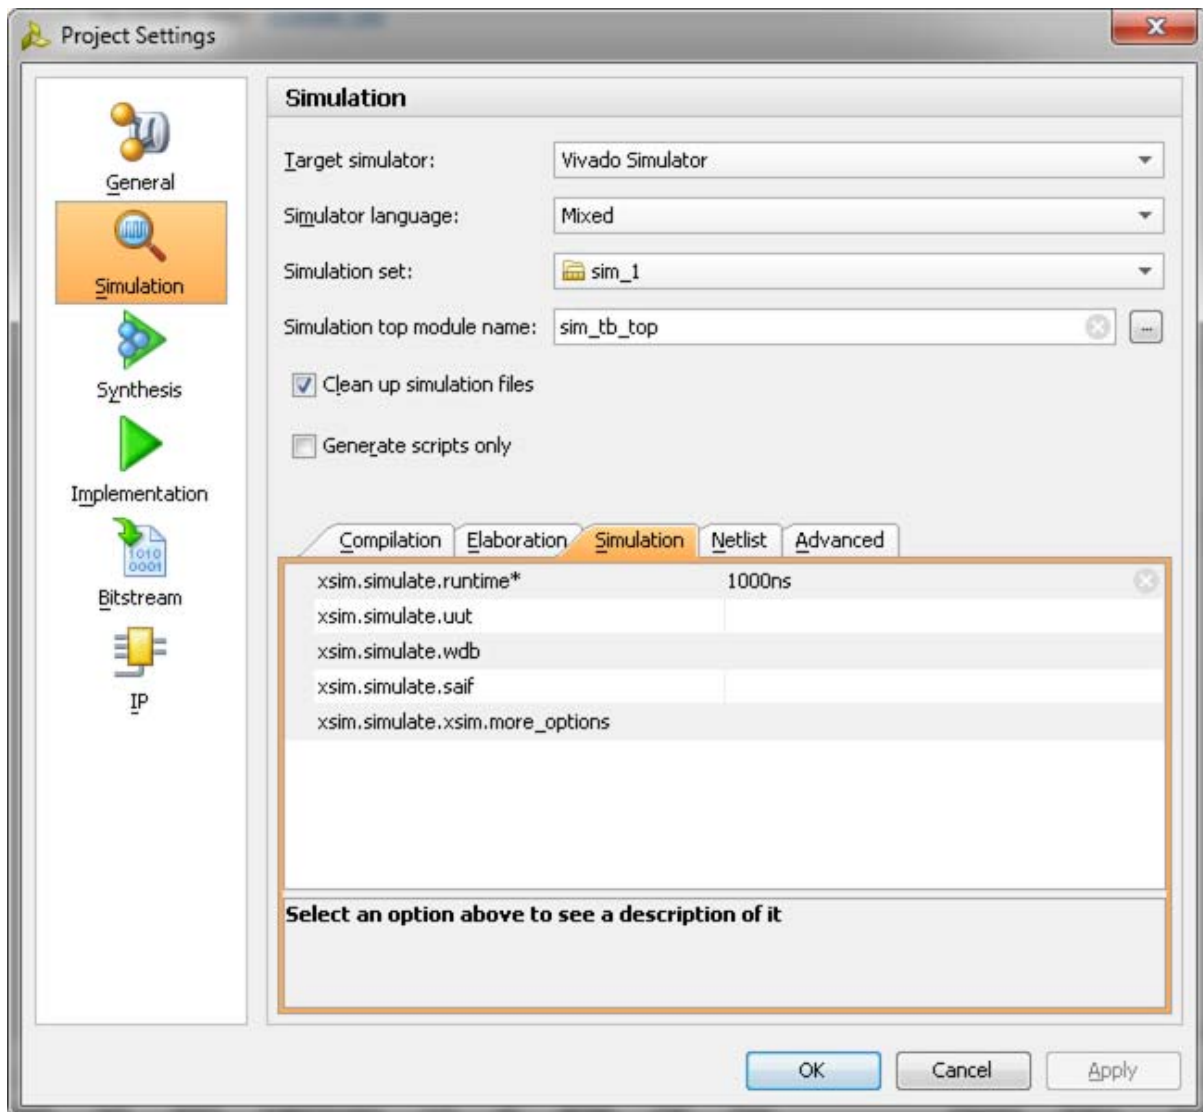 Project Settings
General
Simulation
Synthesis
Implementation
Bitstream
IP
Simulation
Target simulator: Vivado Simulator
Simulator language: Mixed
Simulation set: sim_1
Simulation top module name: sim_tb_top ...
Clean up simulation files
Generate scripts only
Compilation Elaboration Simulation Netlist Advanced
xsim.simulate.runtime* 1000ns
xsim.simulate.uut
xsim.simulate.wdb
xsim.simulate.saif
xsim.simulate.xsim.more_options
Select an option above to see a description of it
OK Cancel Apply